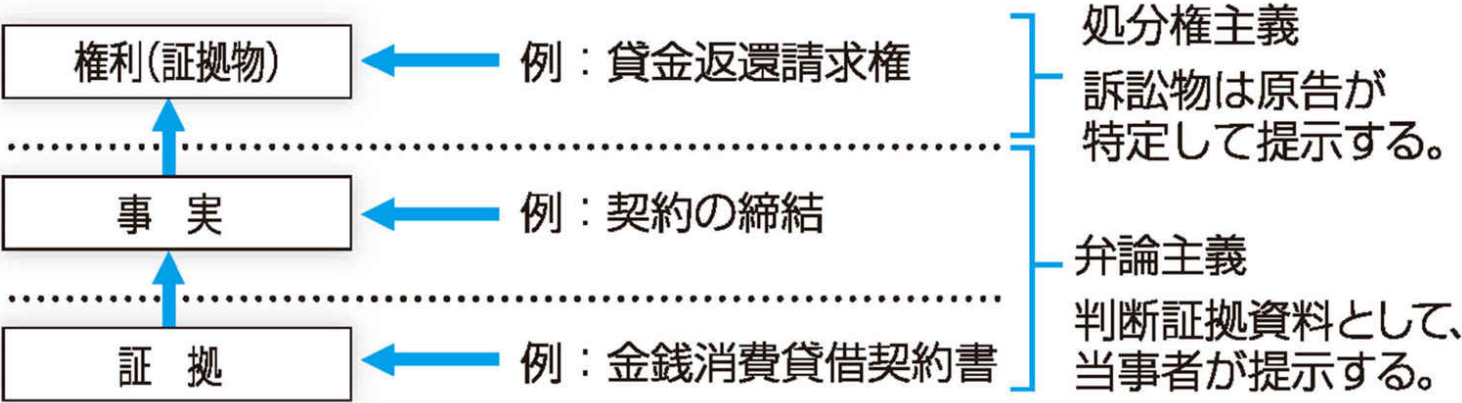 権利(証拠物)
例：貸金返還請求権
処分権主義
訴訟物は原告が
特定して提示する。
事 実
例：契約の締結
弁論主義
判断証拠資料として、
当事者が提示する。
証 拠
例：金銭消費貸借契約書